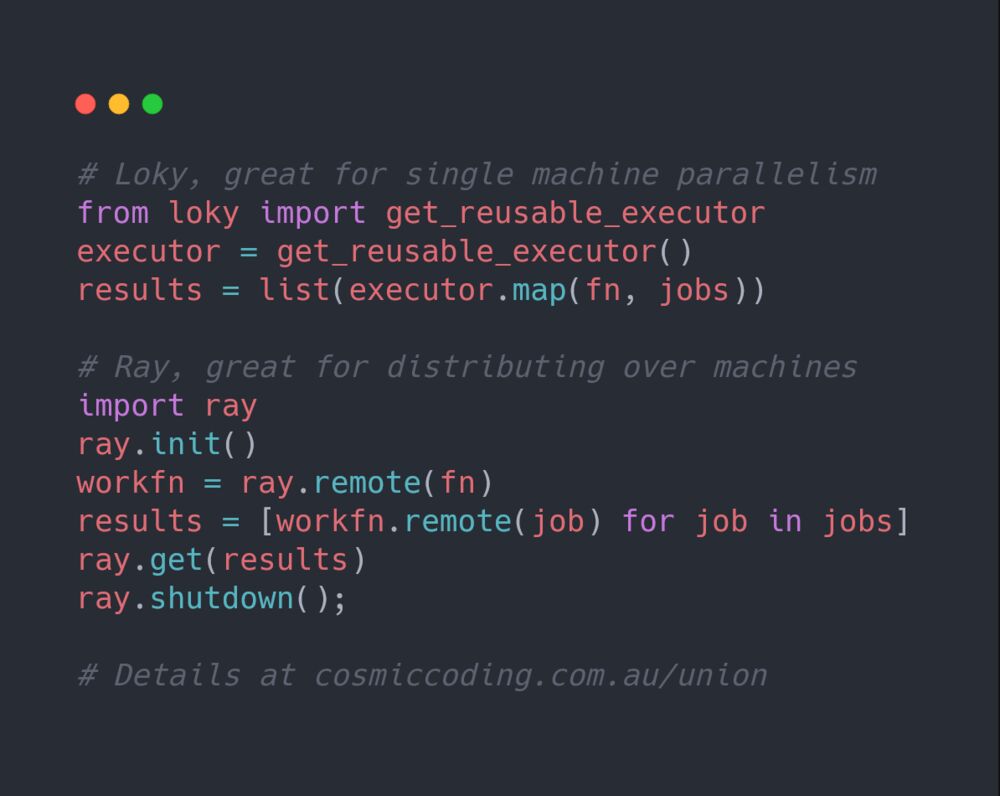 # Loky, great for single machine parallelism
from loky import get_reusable_executor
executor = get_reusable_executor()
results = list(executor.map(fn, jobs))
# Ray, great for distributing over machines
import ray
ray.init()
workfn = ray.remote(fn)
results = [workfn.remote(job) for job in jobs]
ray.get(results)
ray.shutdown();
# Details at cosmiccoding.com.au/union